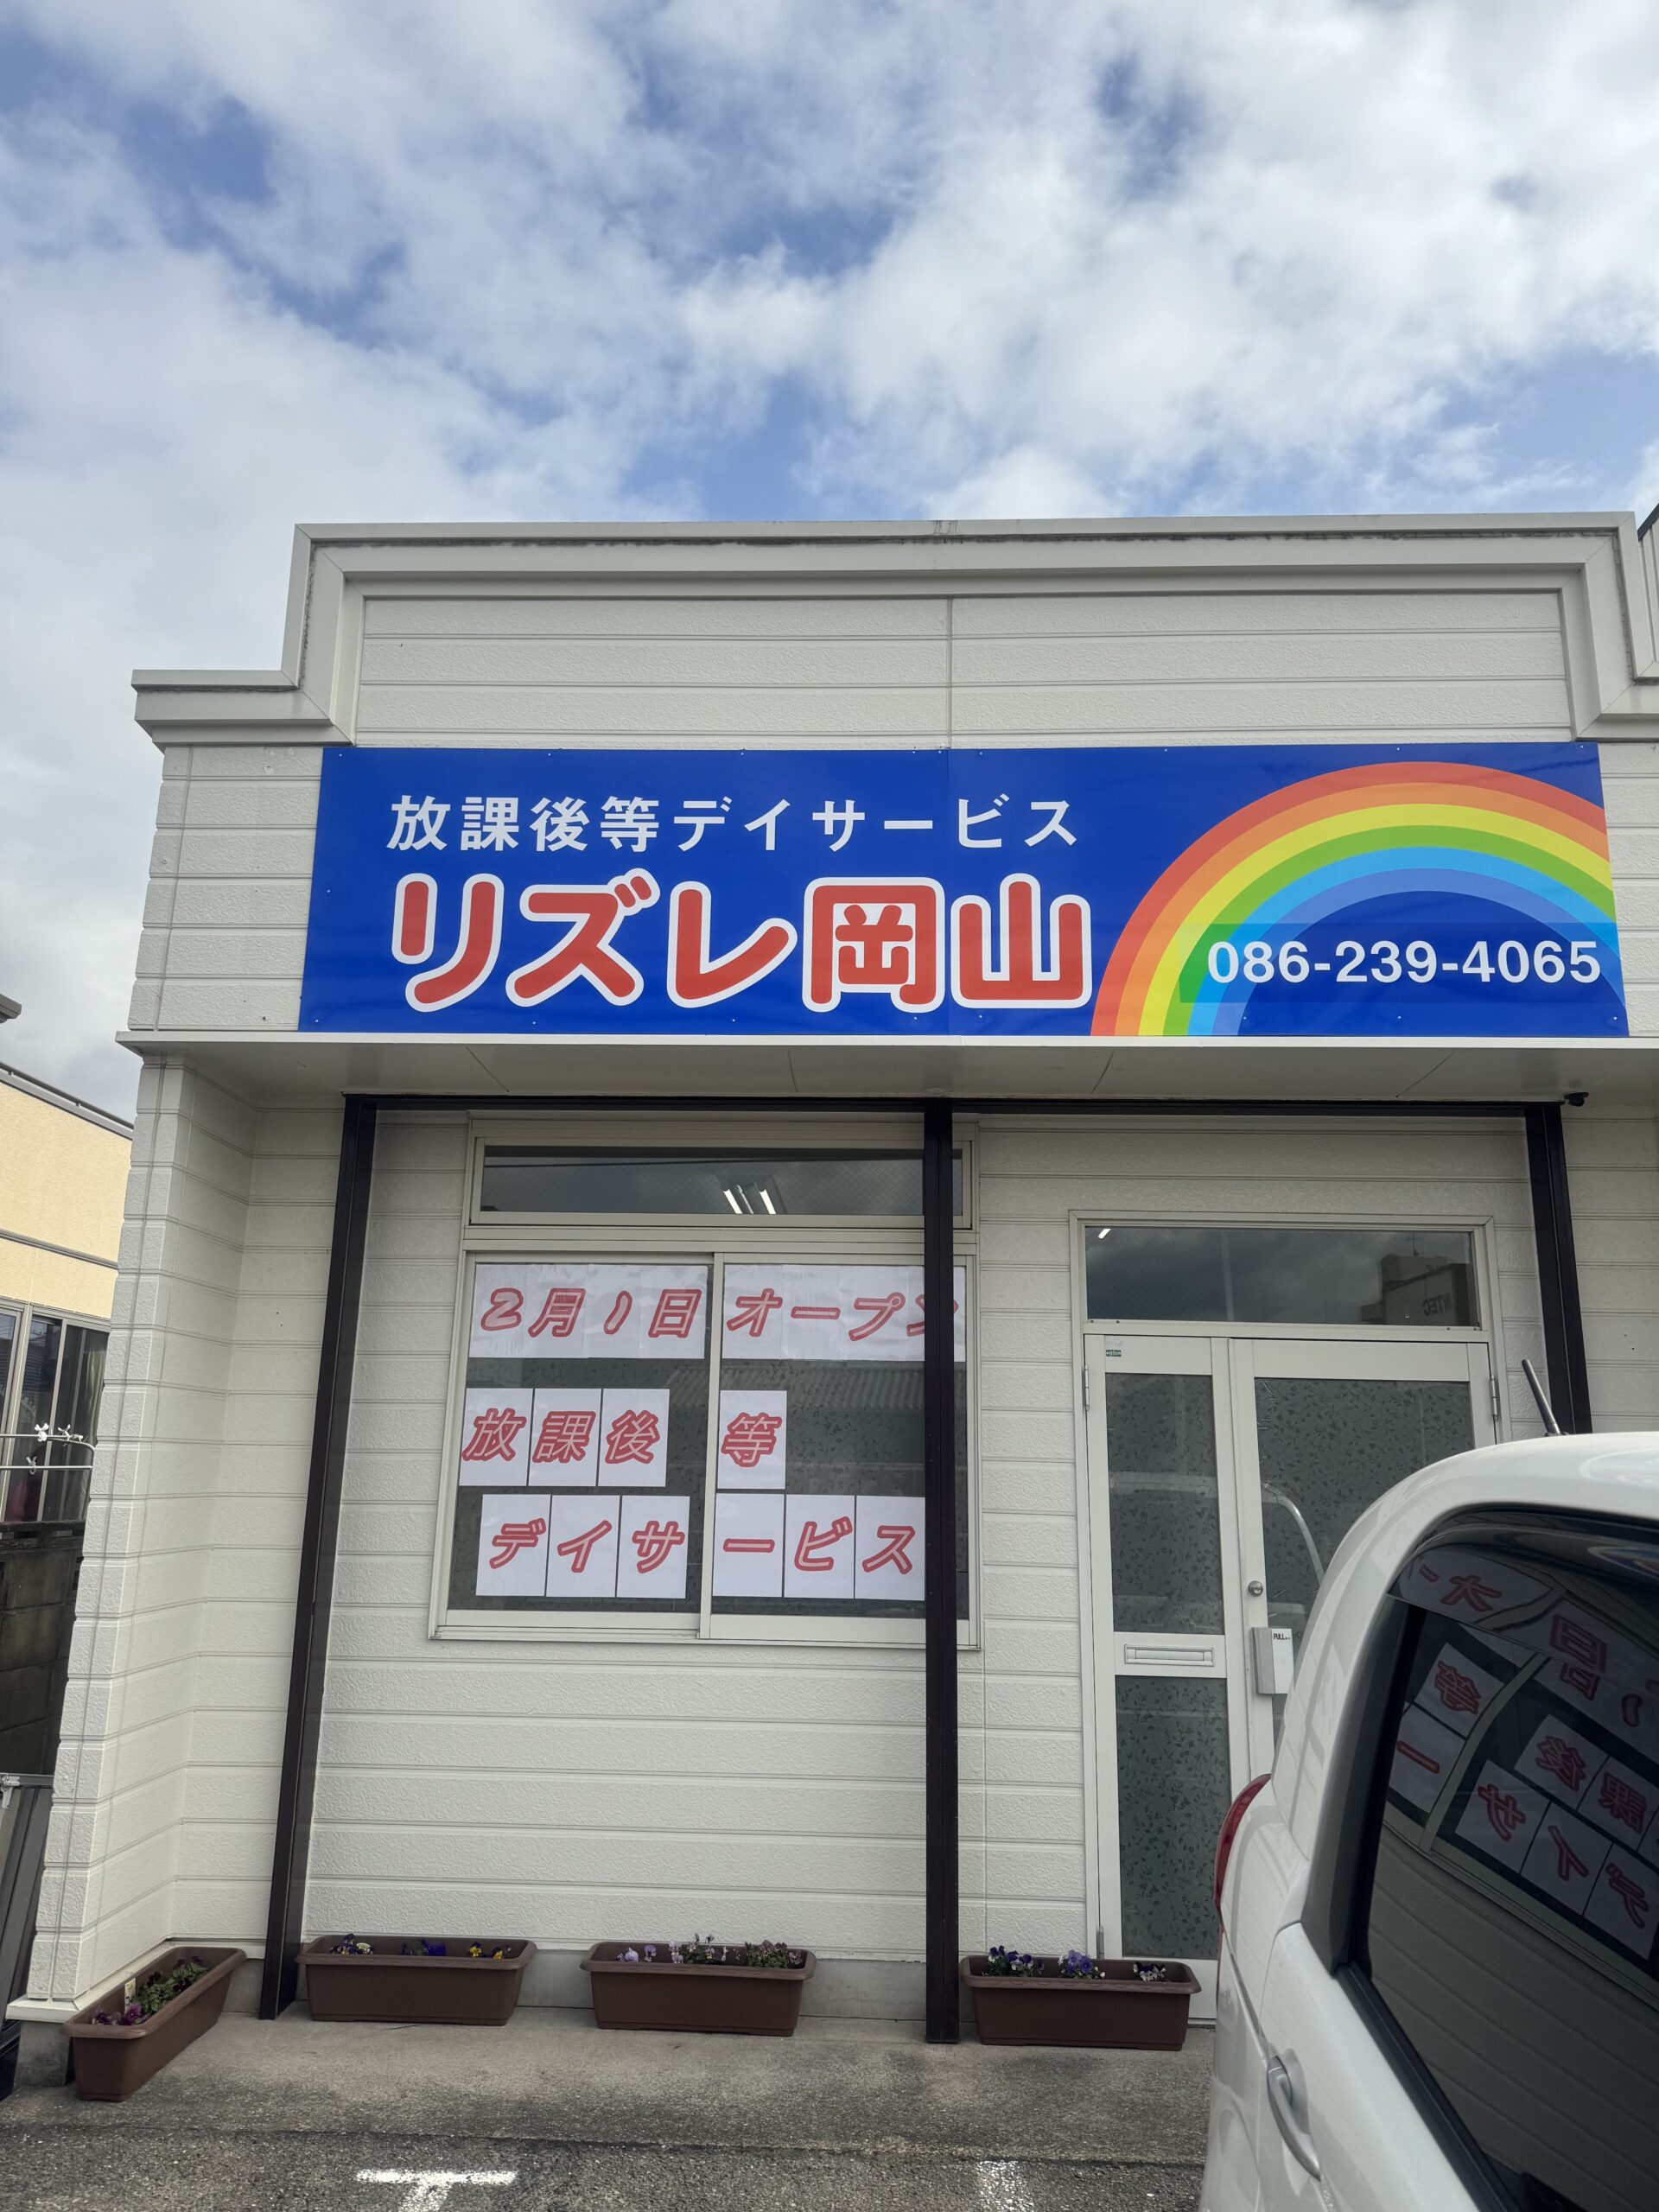 放課後等デイサービス
リズレ岡山
086-239-4065
2月1日 オープン
放課後 等
デイサービス
PULL